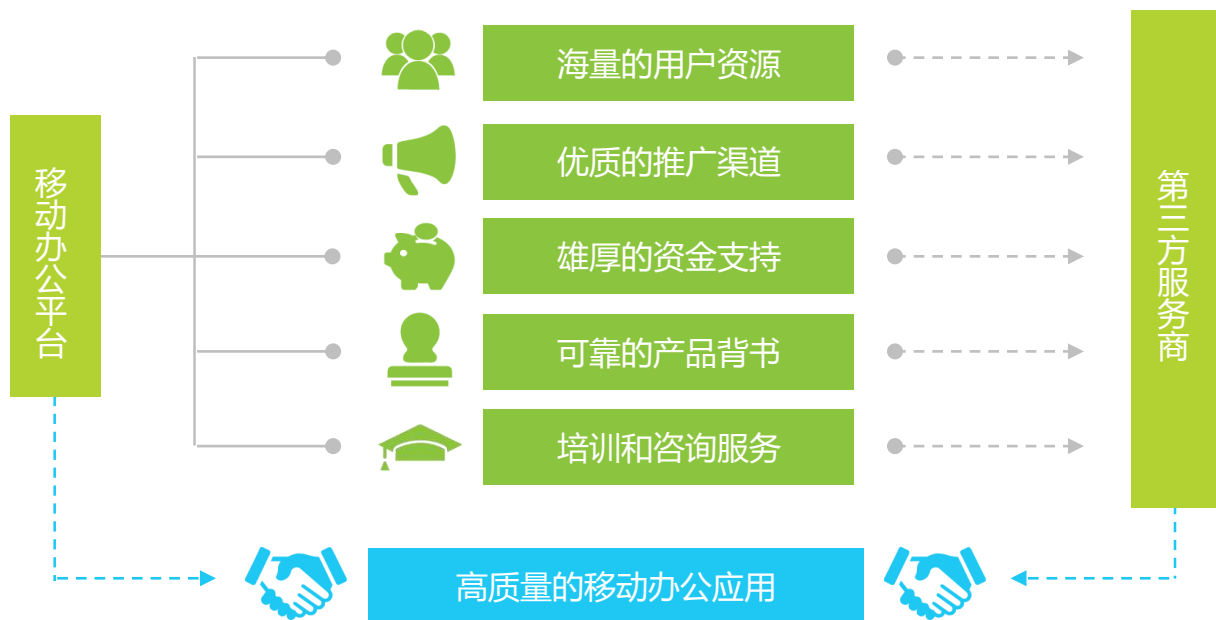 移动办公平台
海量的用户资源
优质的推广渠道
雄厚的资金支持
可靠的产品背书
培训和咨询服务
第三方服务商
高质量的移动办公应用